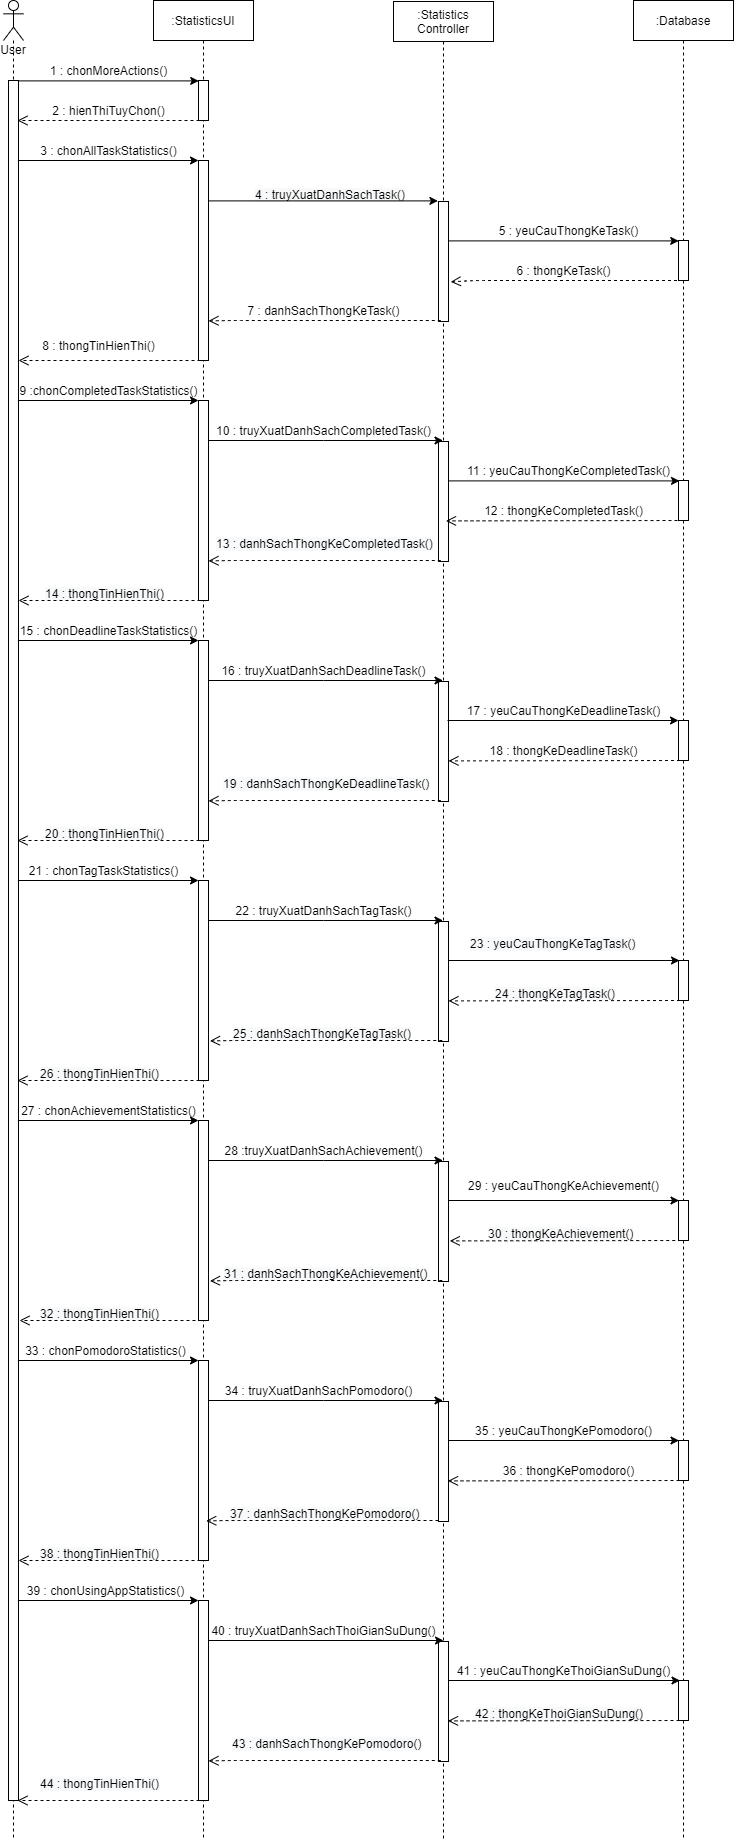 User
:StatisticsUI
:Statistics
Controller
:Database
1 : chonMoreActions()
2 : hienThiTuyChon()
3 : chonAllTaskStatistics()
4 : truyXuatDanhSachTask()
5 : yeuCauThongKeTask()
6 : thongKeTask()
7 : danhSachThongKeTask()
8 : thongTinHienThi()
9 :chonCompletedTaskStatistics()
10 : truyXuatDanhSachCompletedTask()
11 : yeuCauThongKeCompletedTask()
12 : thongKeCompletedTask()
13 : danhSachThongKeCompletedTask()
14 : thongTinHienThi()
15 : chonDeadlineTaskStatistics()
16 : truyXuatDanhSachDeadlineTask()
17 : yeuCauThongKeDeadlineTask()
18 : thongKeDeadlineTask()
19 : danhSachThongKeDeadlineTask()
20 : thongTinHienThi()
21 : chonTagTaskStatistics()
22 : truyXuatDanhSachTagTask()
23 : yeuCauThongKeTagTask()
24 : thongKeTagTask()
25 : danhSachThongKeTagTask()
26 : thongTinHienThi()
27 : chonAchievementStatistics()
28 :truyXuatDanhSachAchievement()
29 : yeuCauThongKeAchievement()
30 : thongKeAchievement()
31 : danhSachThongKeAchievement()
32 : thongTinHienThi()
33 : chonPomodoroStatistics()
34 : truyXuatDanhSachPomodoro()
35 : yeuCauThongKePomodoro()
36 : thongKePomodoro()
37 : danhSachThongKePomodoro()
38 : thongTinHienThi()
39 : chonUsingAppStatistics()
40 : truyXuatDanhSachThoiGianSuDung()
41 : yeuCauThongKeThoiGianSuDung()
42 : thongKeThoiGianSuDung()
43 : danhSachThongKePomodoro()
44 : thongTinHienThi()